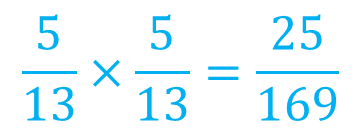 5/13 × 5/13 = 25/169